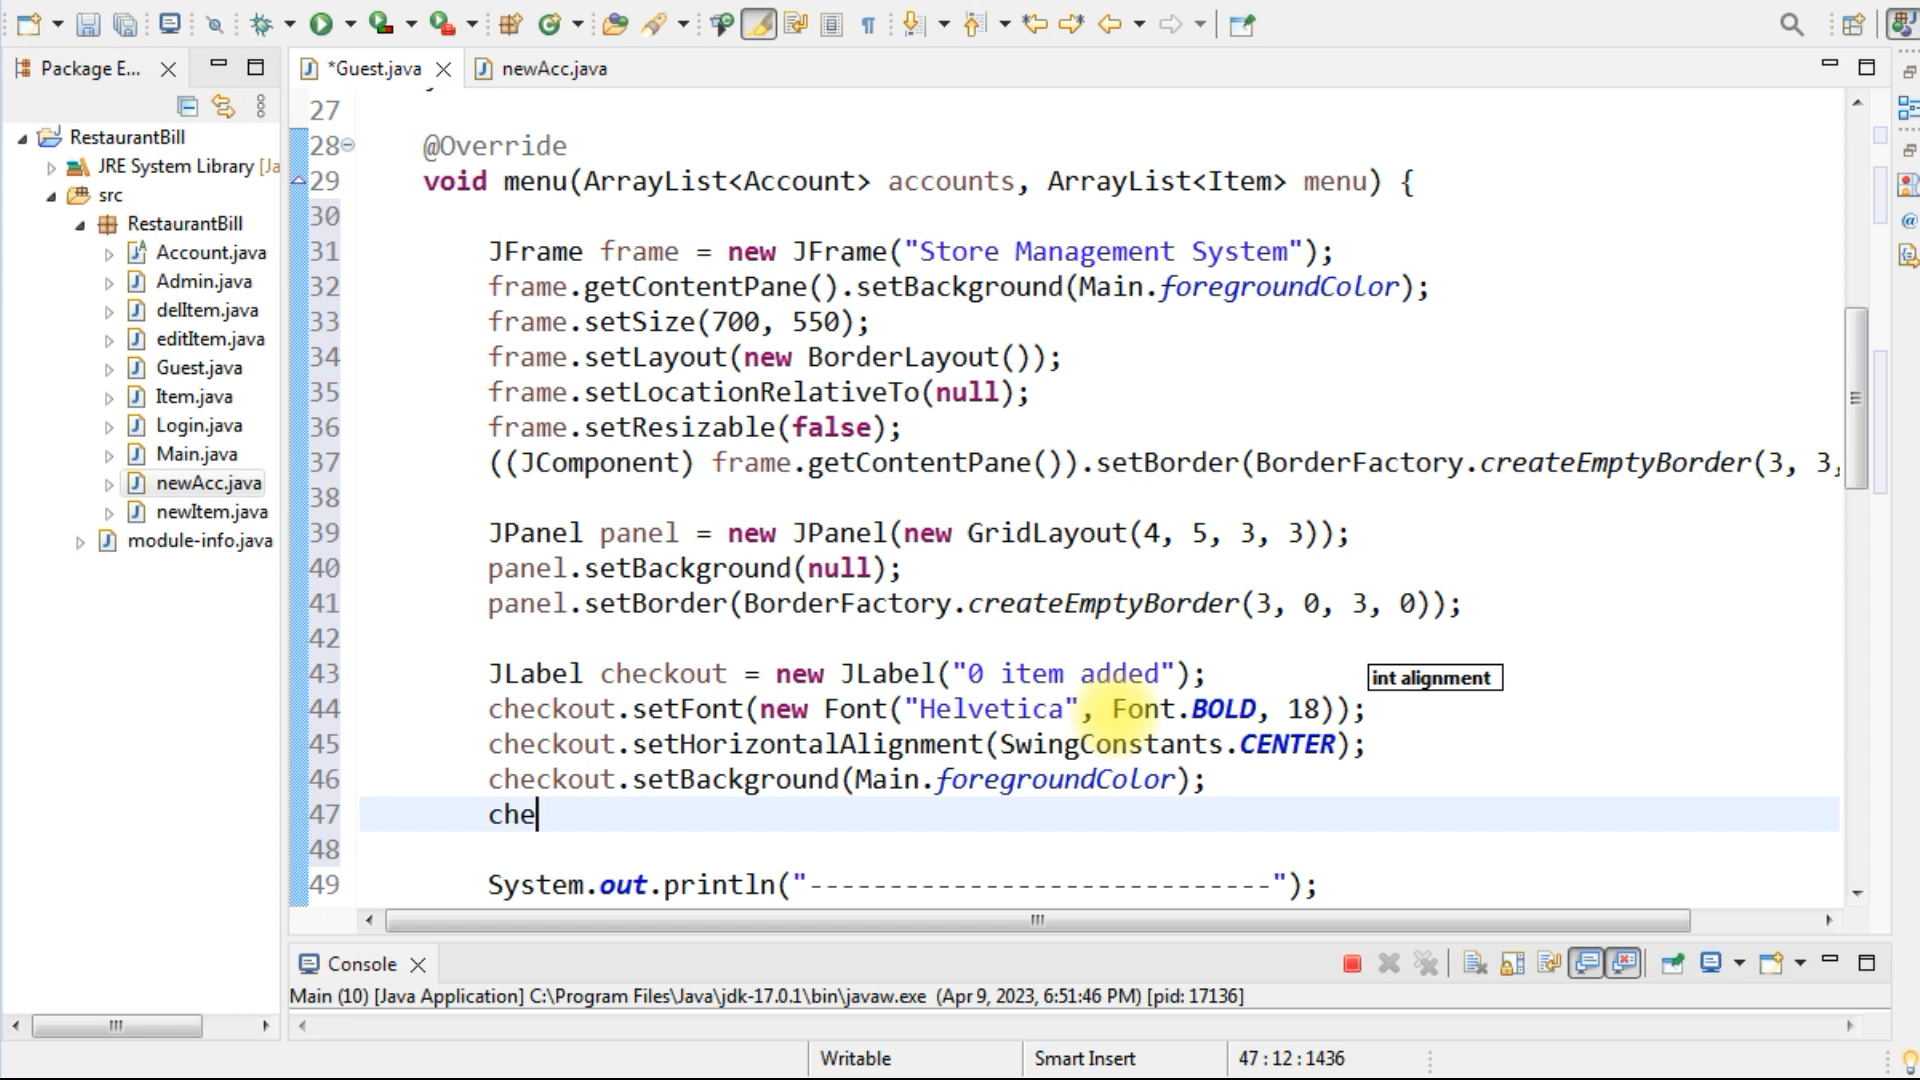 Package E...
*Guest.java
newAcc.java
RestaurantBill
JRE System Library [Ja
src
RestaurantBill
Account.java
Admin.java
delItem.java
editItem.java
Guest.java
Item.java
Login.java
Main.java
newAcc.java
newItem.java
module-info.java
27
28 @Override
29 void menu(ArrayList<Account> accounts, ArrayList<Item> menu) {
30
31 JFrame frame = new JFrame("Store Management System");
32 frame.getContentPane().setBackground(Main.foregroundColor);
33 frame.setSize(700, 550);
34 frame.setLayout(new BorderLayout());
35 frame.setLocationRelativeTo(null);
36 frame.setResizable(false);
37 ((JComponent) frame.getContentPane()).setBorder(BorderFactory.createEmptyBorder(3, 3,
38
39 JPanel panel = new JPanel(new GridLayout(4, 5, 3, 3));
40 panel.setBackground(null);
41 panel.setBorder(BorderFactory.createEmptyBorder(3, 0, 3, 0));
42
43 JLabel checkout = new JLabel("0 item added");
int alignment
44 checkout.setFont(new Font("Helvetica", Font.BOLD, 18));
45 checkout.setHorizontalAlignment(SwingConstants.CENTER);
46 checkout.setBackground(Main.foregroundColor);
47 che
48
49 System.out.println("-----------------------------");
Console
Main (10) [Java Application] C:\Program Files\Java\jdk-17.0.1\bin\javaw.exe (Apr 9, 2023, 6:51:46 PM) [pid: 17136]
Writable
Smart Insert
47 : 12 : 1436